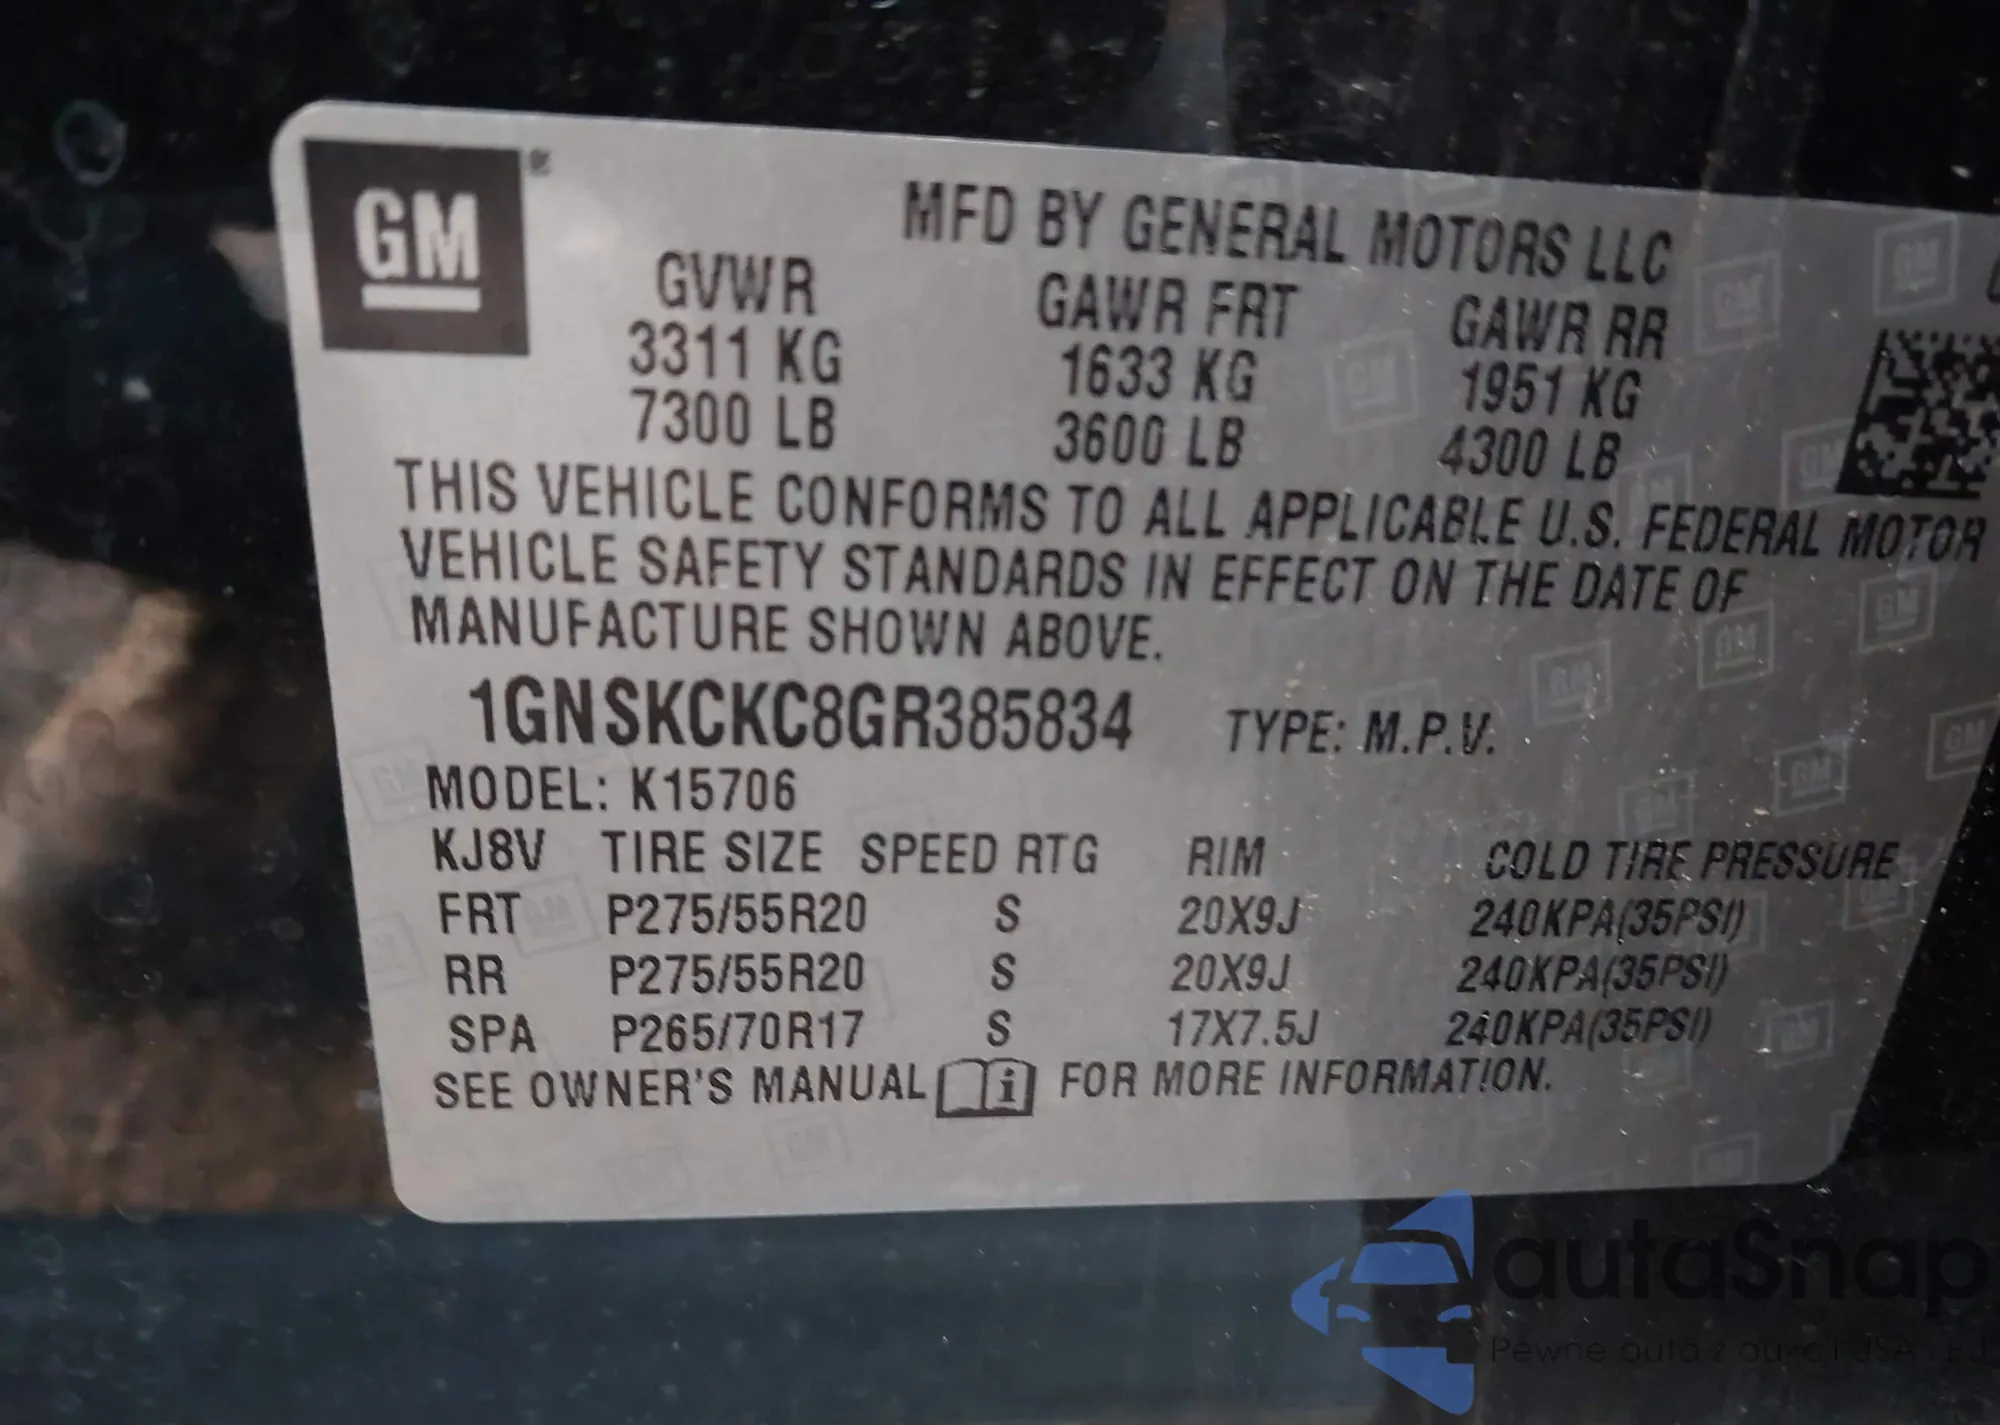 GM ®
MFD BY GENERAL MOTORS LLC
GVWR GAWR FRT GAWR RR
3311 KG 1633 KG 1951 KG
7300 LB 3600 LB 4300 LB
THIS VEHICLE CONFORMS TO ALL APPLICABLE U.S. FEDERAL MOTOR
VEHICLE SAFETY STANDARDS IN EFFECT ON THE DATE OF
MANUFACTURE SHOWN ABOVE.
1GNSKCKC8GR385834 TYPE: M.P.V.
MODEL: K15706
KJ8V TIRE SIZE SPEED RTG RIM COLD TIRE PRESSURE
FRT P275/55R20 S 20X9J 240KPA(35PSI)
RR P275/55R20 S 20X9J 240KPA(35PSI)
SPA P265/70R17 S 17X7.5J 240KPA(35PSI)
SEE OWNER'S MANUAL i FOR MORE INFORMATION.
autaSnap
Pewne auta z